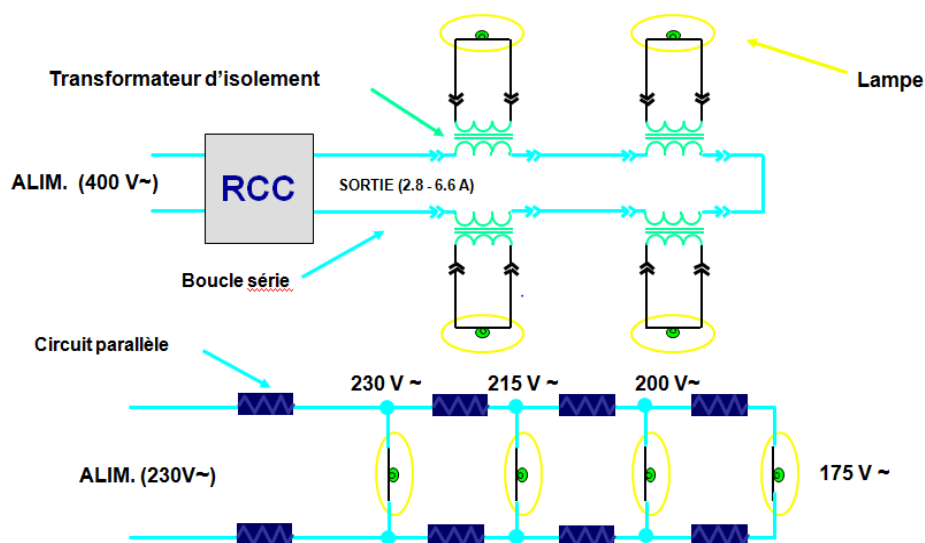 Transformateur d'isolement
Lampe
ALIM. (400 V~)
RCC
SORTIE (2.8 - 6.6 A)
Boucle série
Circuit parallèle
230 V ~
215 V ~
200 V ~
ALIM. (230V~)
175 V ~